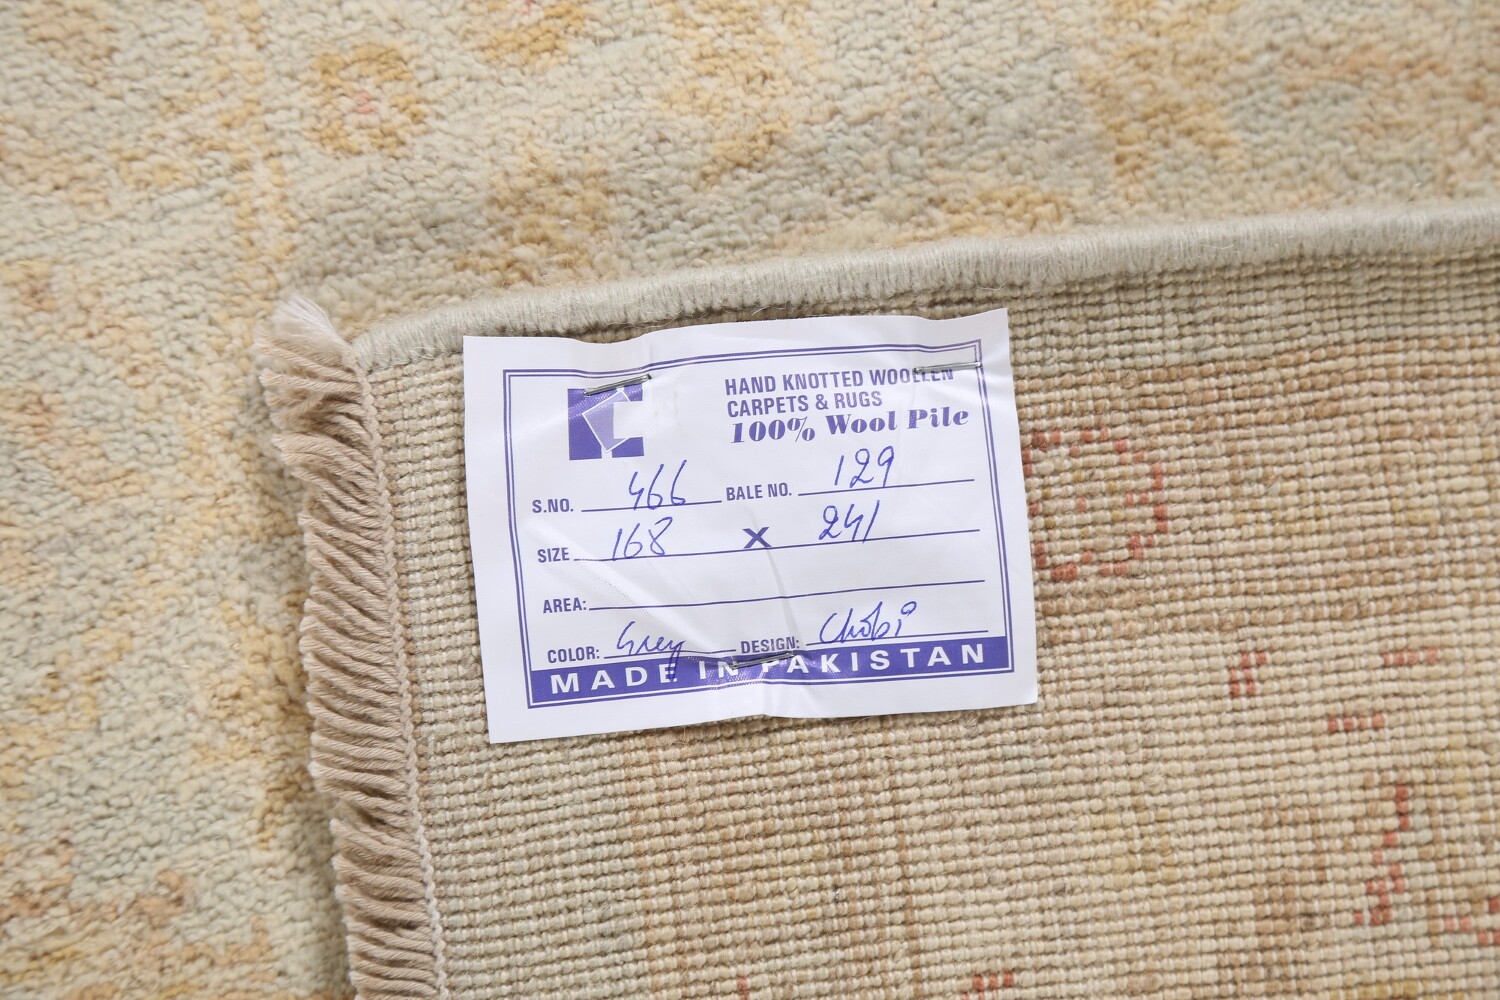 HAND KNOTTED WOOLLEN
CARPETS & RUGS
100% Wool Pile
S.NO. 466 BALE NO. 129
SIZE 168 X 241
AREA:
COLOR: Grey DESIGN: Chobi
MADE IN PAKISTAN